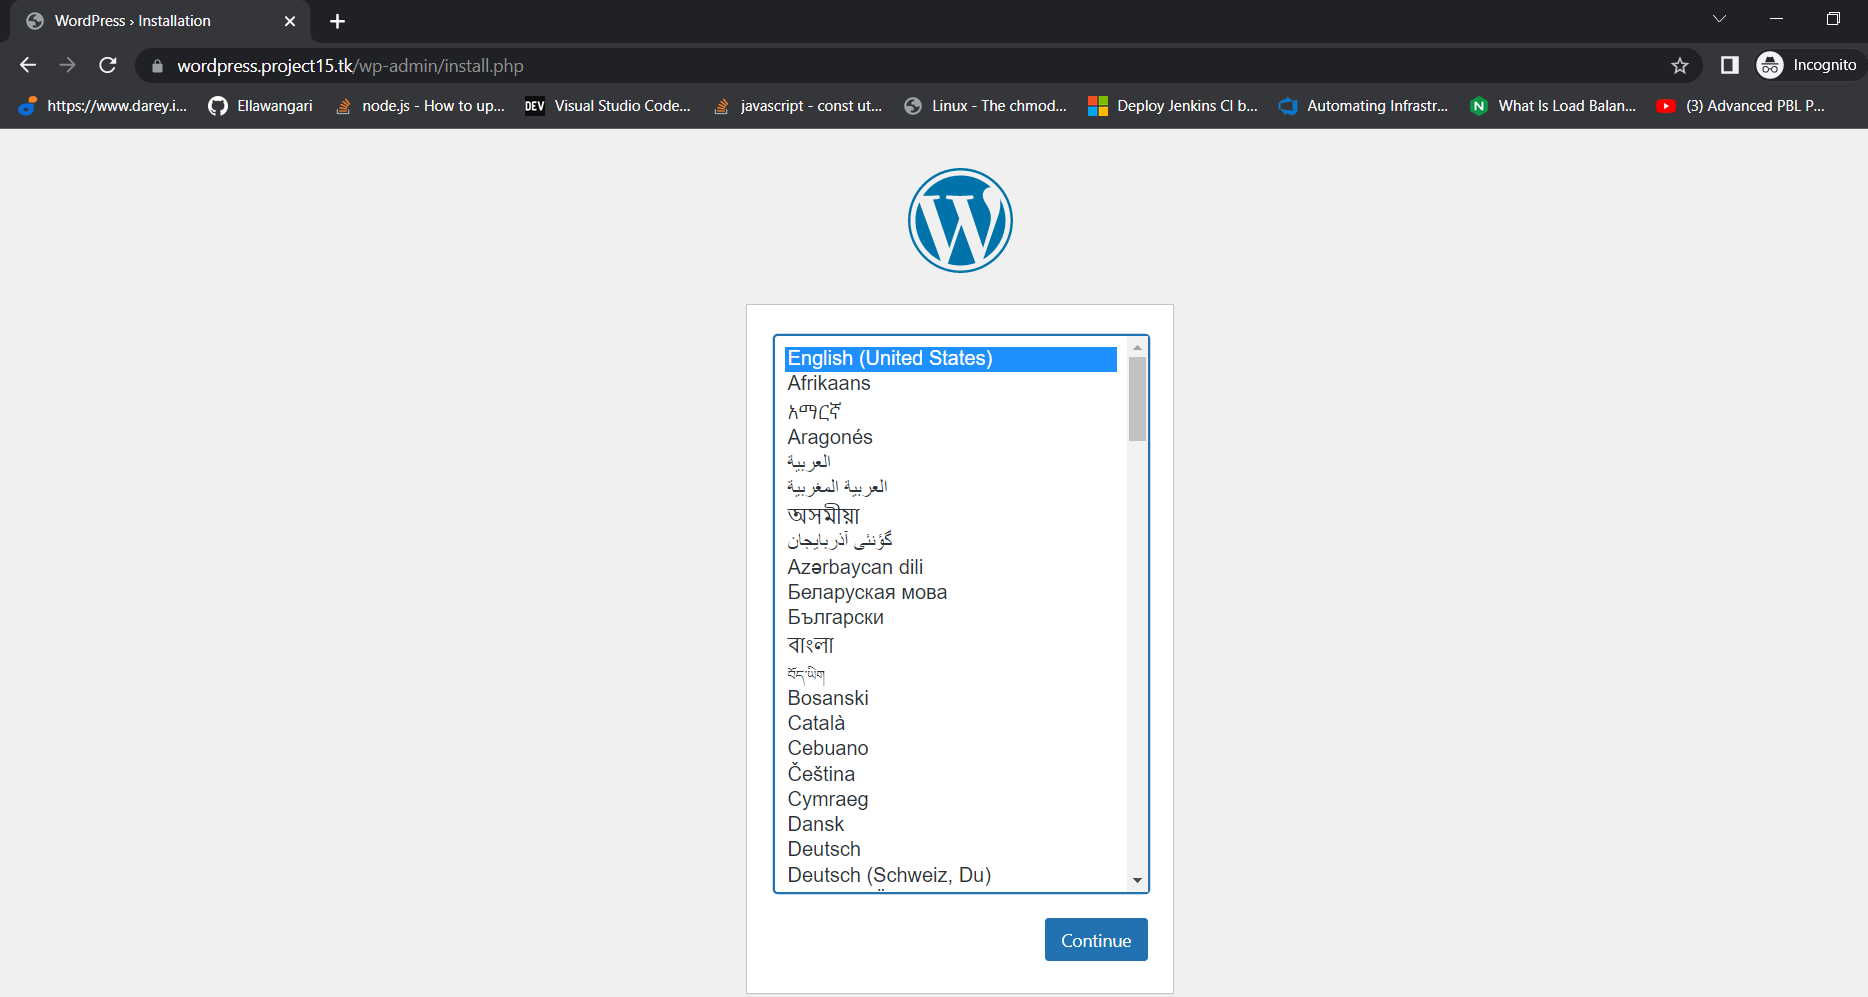 WordPress › Installation
wordpress.project15.tk/wp-admin/install.php
Incognito
https://www.darey.i... Ellawangari node.js - How to up... DEV Visual Studio Code... javascript - const ut... Linux - The chmod... Deploy Jenkins CI b... Automating Infrastr... N What Is Load Balan... (3) Advanced PBL P...
W
English (United States)
Afrikaans
አማርኛ
Aragonés
العربية
العربية المغربية
অসমীয়া
گؤنئی آذربایجان
Azərbaycan dili
Беларуская мова
Български
বাংলা
བོད་ཡིག
Bosanski
Català
Cebuano
Čeština
Cymraeg
Dansk
Deutsch
Deutsch (Schweiz, Du)
Continue